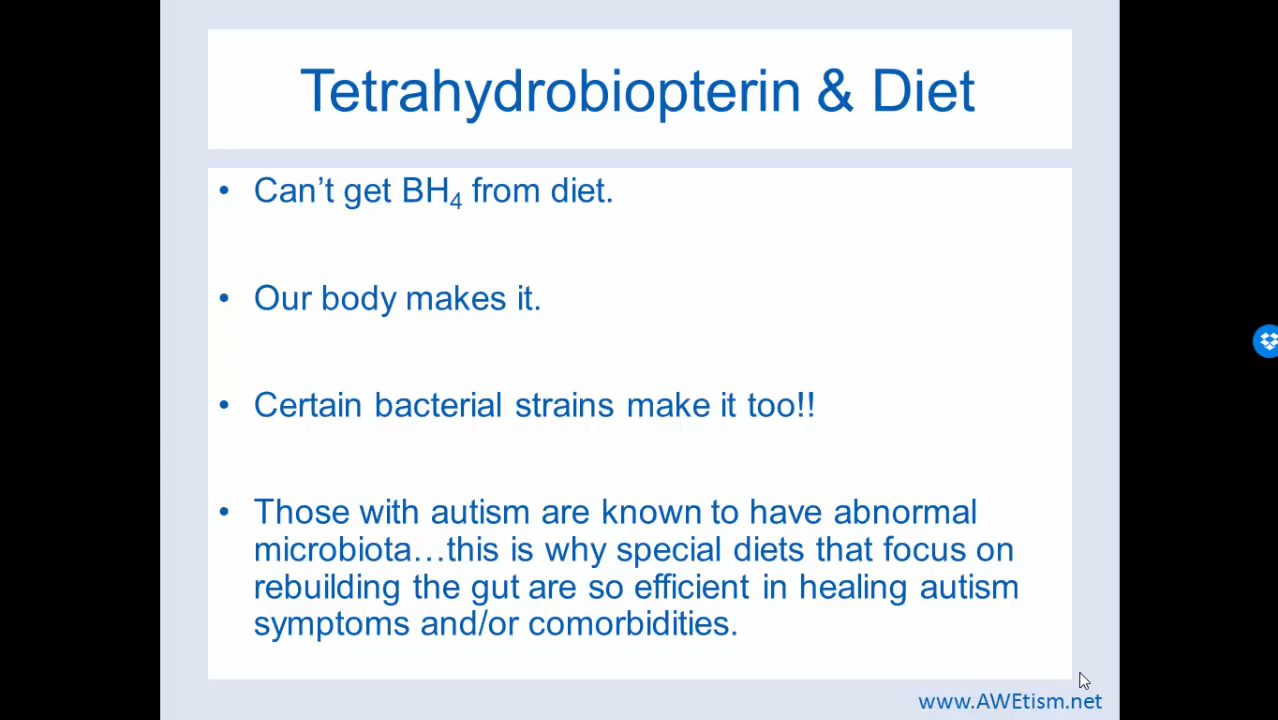 Tetrahydrobiopterin & Diet
• Can’t get BH₄ from diet.
• Our body makes it.
• Certain bacterial strains make it too!!
• Those with autism are known to have abnormal
microbiota…this is why special diets that focus on
rebuilding the gut are so efficient in healing autism
symptoms and/or comorbidities.
www.AWEtism.net